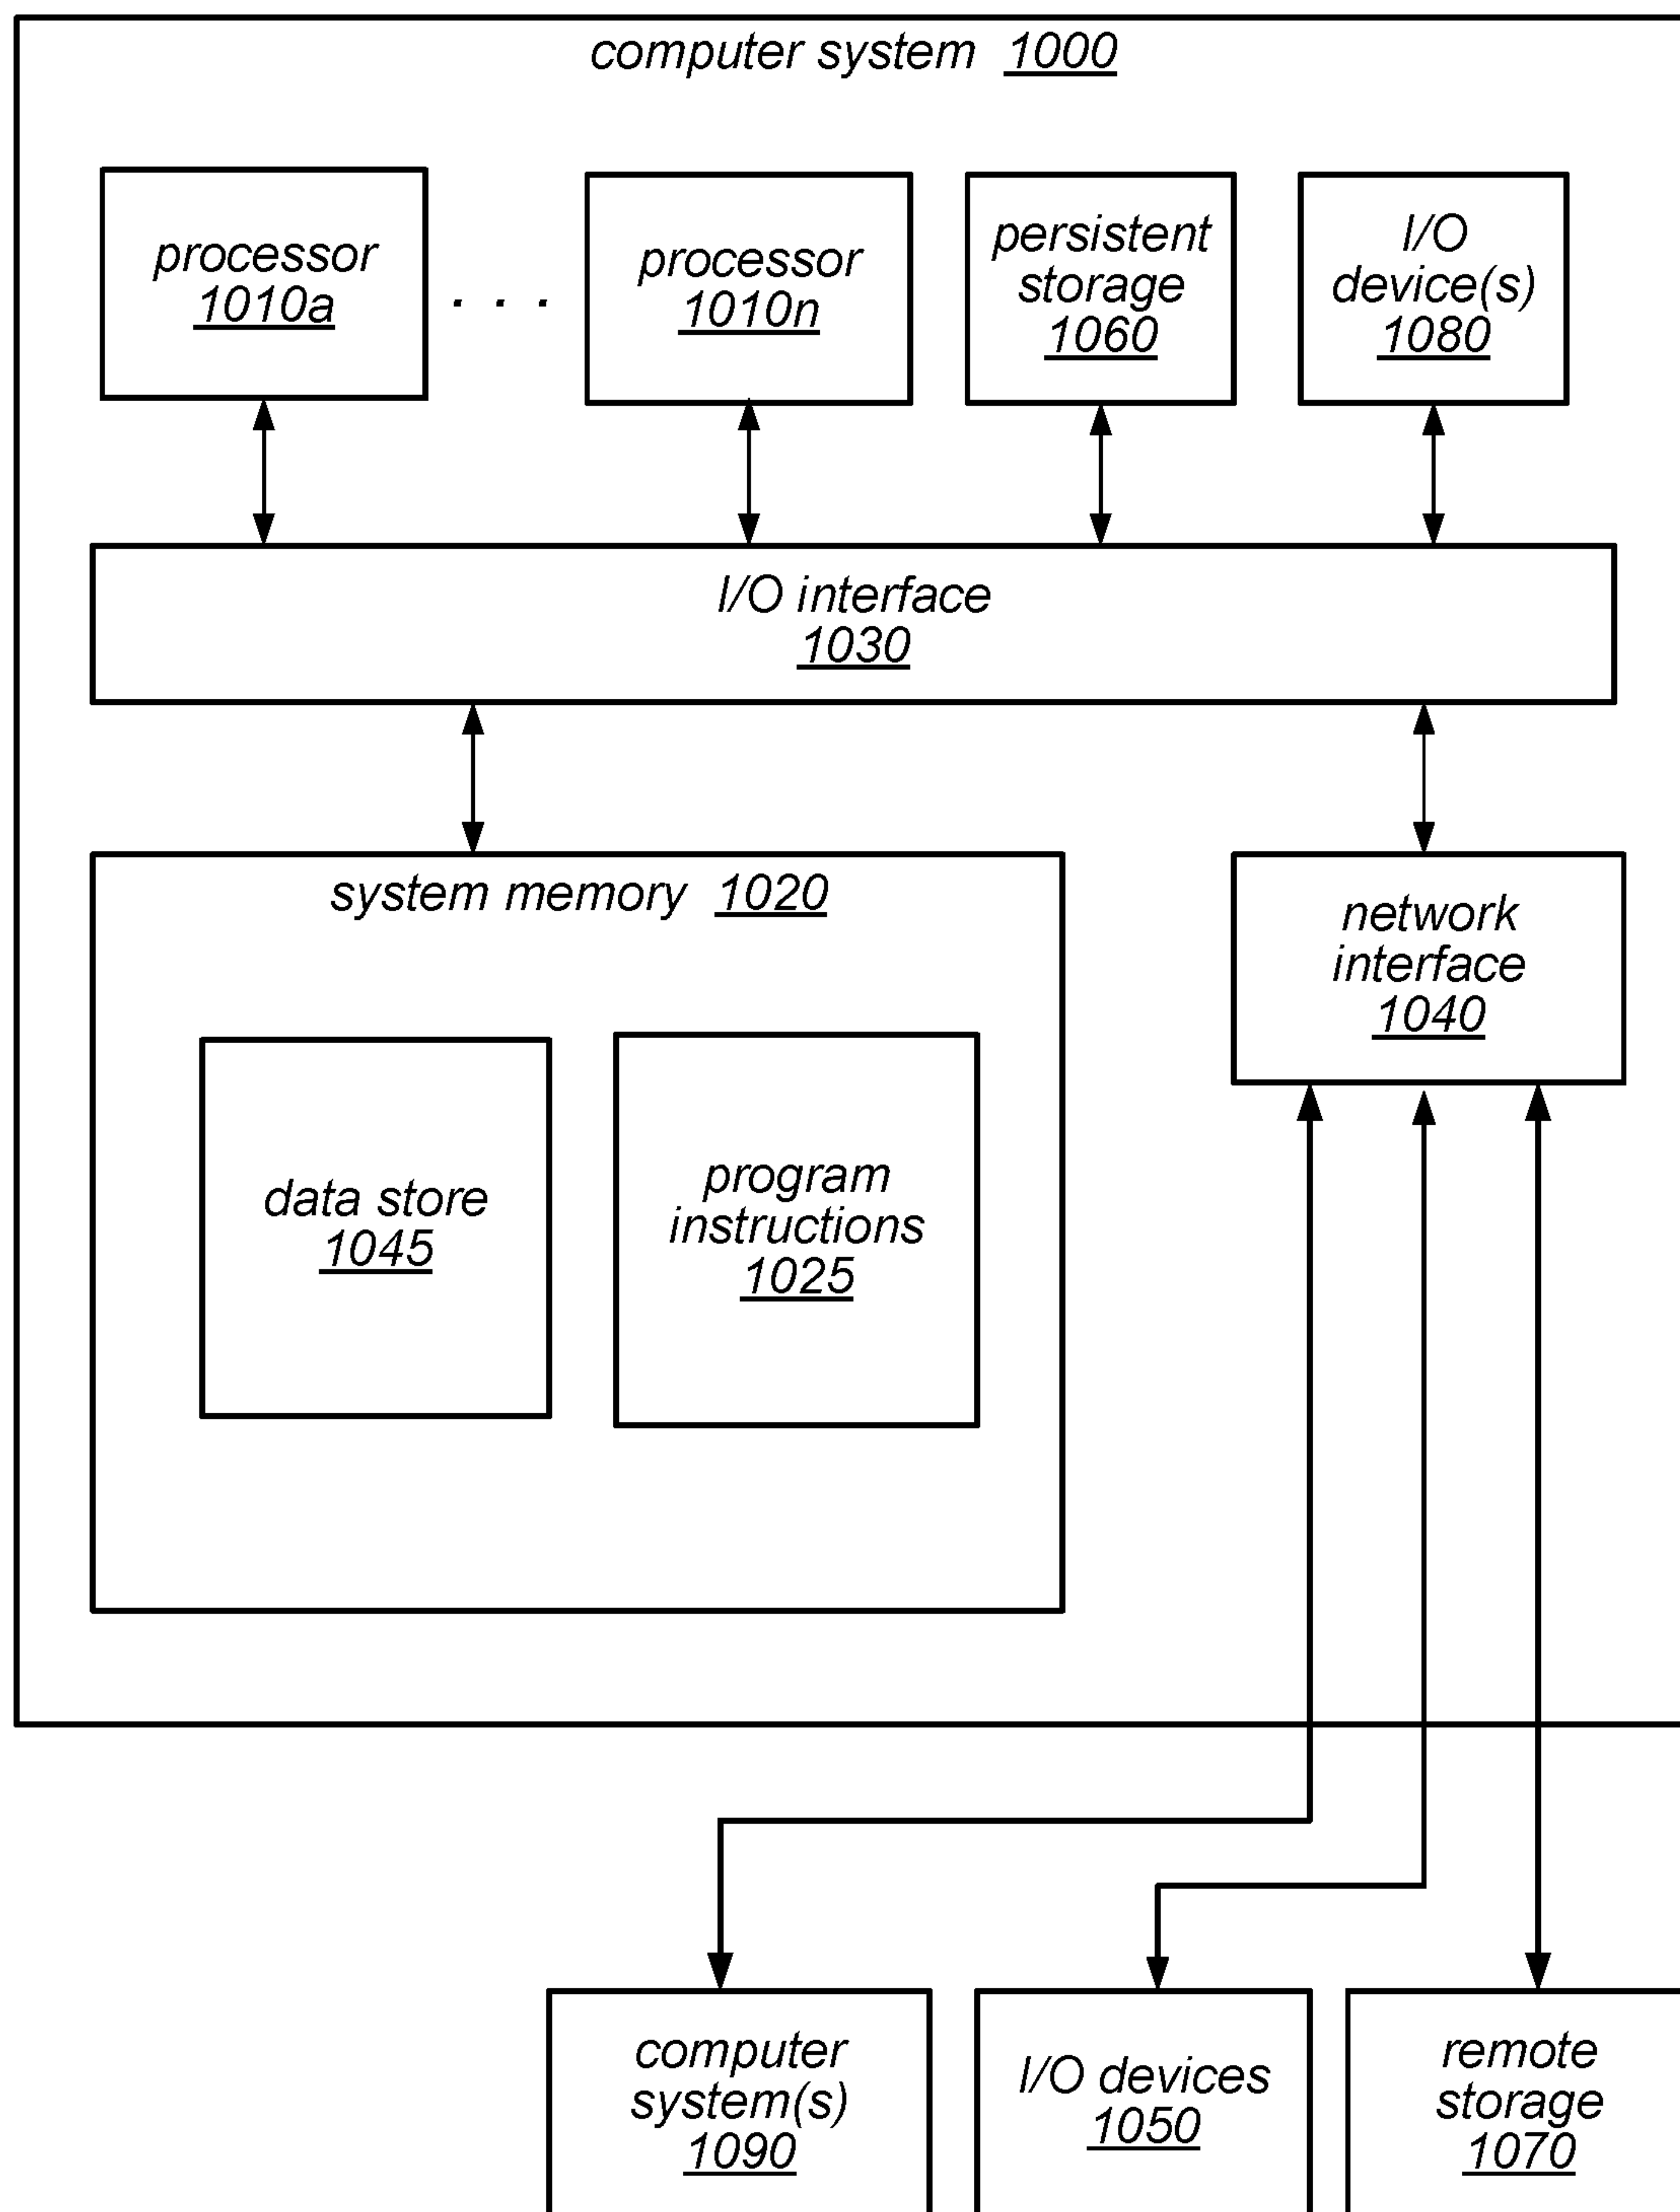 computer system 1000
processor
1010a
. . .
processor
1010n
persistent
storage
1060
I/O
device(s)
1080
I/O interface
1030
system memory 1020
network
interface
1040
data store
1045
program
instructions
1025
computer
system(s)
1090
I/O devices
1050
remote
storage
1070